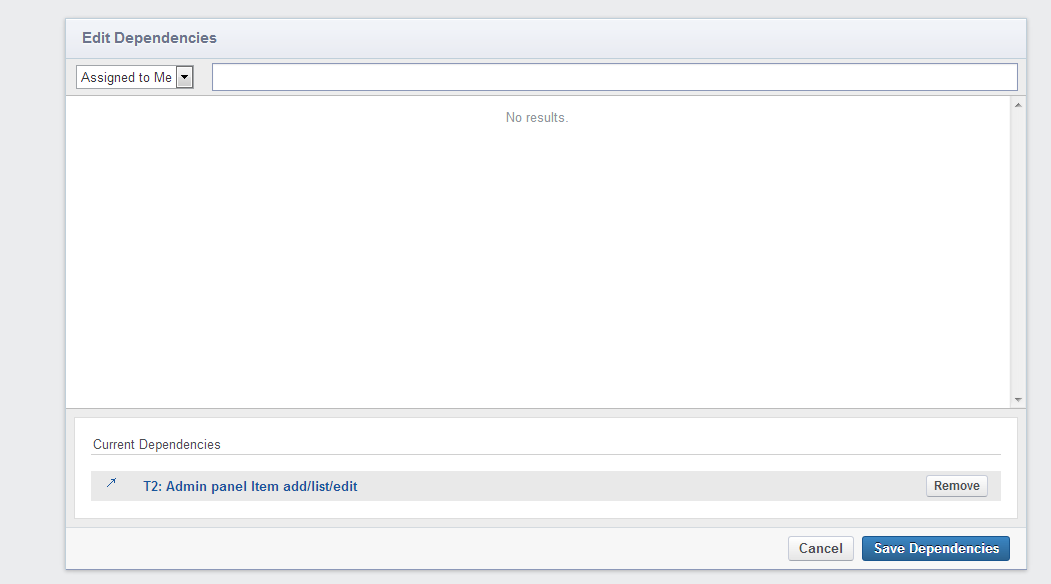 Edit Dependencies
Assigned to Me
No results.
Current Dependencies
T2: Admin panel Item add/list/edit Remove
Cancel Save Dependencies